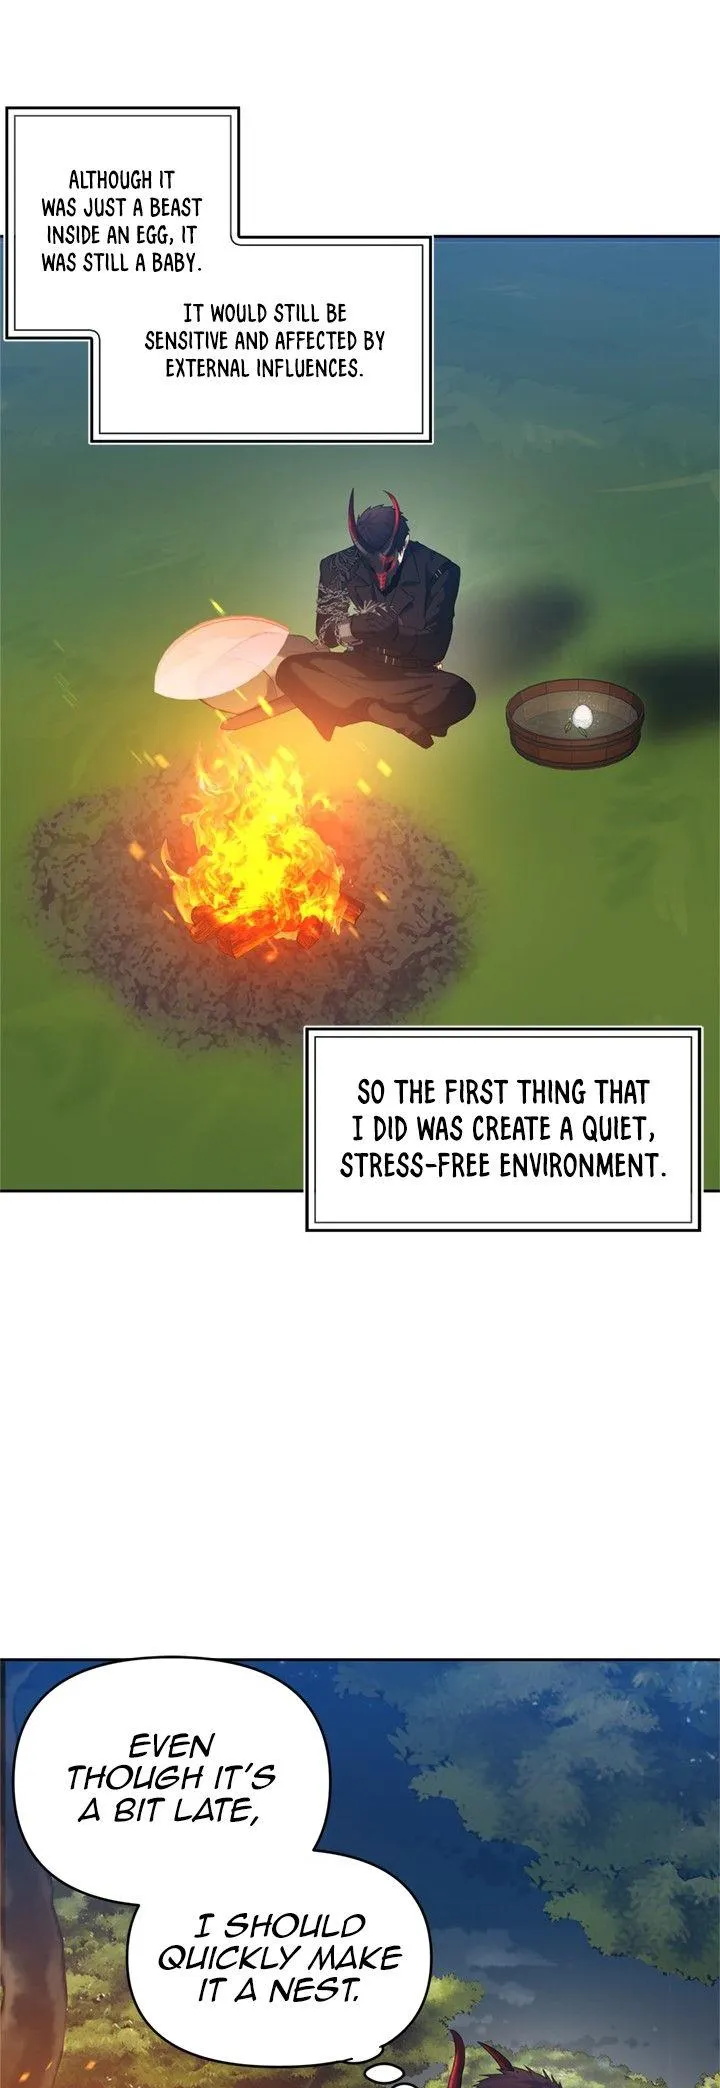 ALTHOUGH IT
WAS JUST A BEAST
INSIDE AN EGG, IT
WAS STILL A BABY.
IT WOULD STILL BE
SENSITIVE AND AFFECTED BY
EXTERNAL INFLUENCES.
SO THE FIRST THING THAT
I DID WAS CREATE A QUIET,
STRESS-FREE ENVIRONMENT.
EVEN
THOUGH IT'S
A BIT LATE,
I SHOULD
QUICKLY MAKE
IT A NEST.